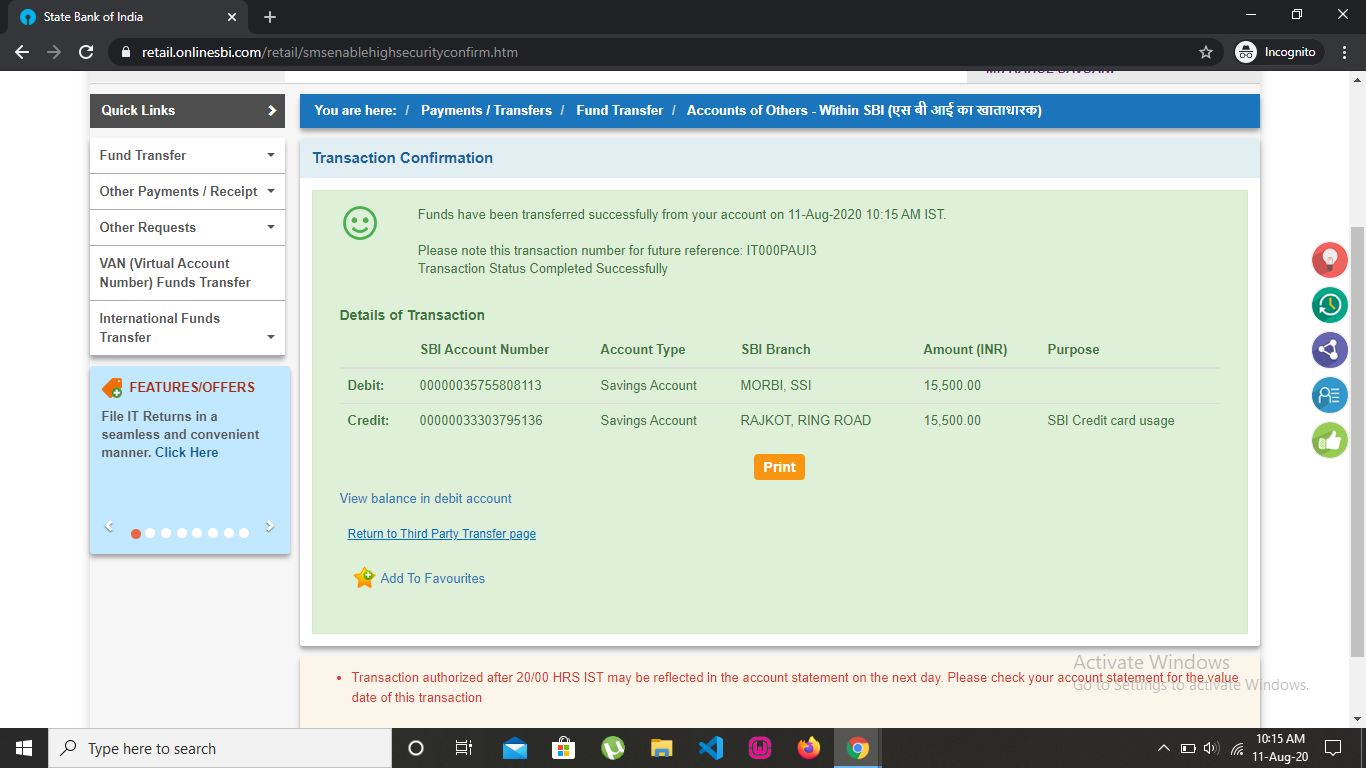 State Bank of India
retail.onlinesbi.com/retail/smsenablehighsecurityconfirm.htm
Incognito
Quick Links
You are here: / Payments / Transfers / Fund Transfer / Accounts of Others - Within SBI (एस बी आई का खाताधारक)
Fund Transfer
Other Payments / Receipt
Other Requests
VAN (Virtual Account
Number) Funds Transfer
International Funds
Transfer
FEATURES/OFFERS
File IT Returns in a
seamless and convenient
manner. Click Here
Transaction Confirmation
Funds have been transferred successfully from your account on 11-Aug-2020 10:15 AM IST.
Please note this transaction number for future reference: IT000PAUI3
Transaction Status Completed Successfully
Details of Transaction
SBI Account Number Account Type SBI Branch Amount (INR) Purpose
Debit: 00000035755808113 Savings Account MORBI, SSI 15,500.00
Credit: 00000033303795136 Savings Account RAJKOT, RING ROAD 15,500.00 SBI Credit card usage
Print
View balance in debit account
Return to Third Party Transfer page
Add To Favourites
Transaction authorized after 20/00 HRS IST may be reflected in the account statement on the next day. Please check your account statement for the value
date of this transaction
Activate Windows
Go to Settings to activate Windows.
Type here to search
10:15 AM
11-Aug-20